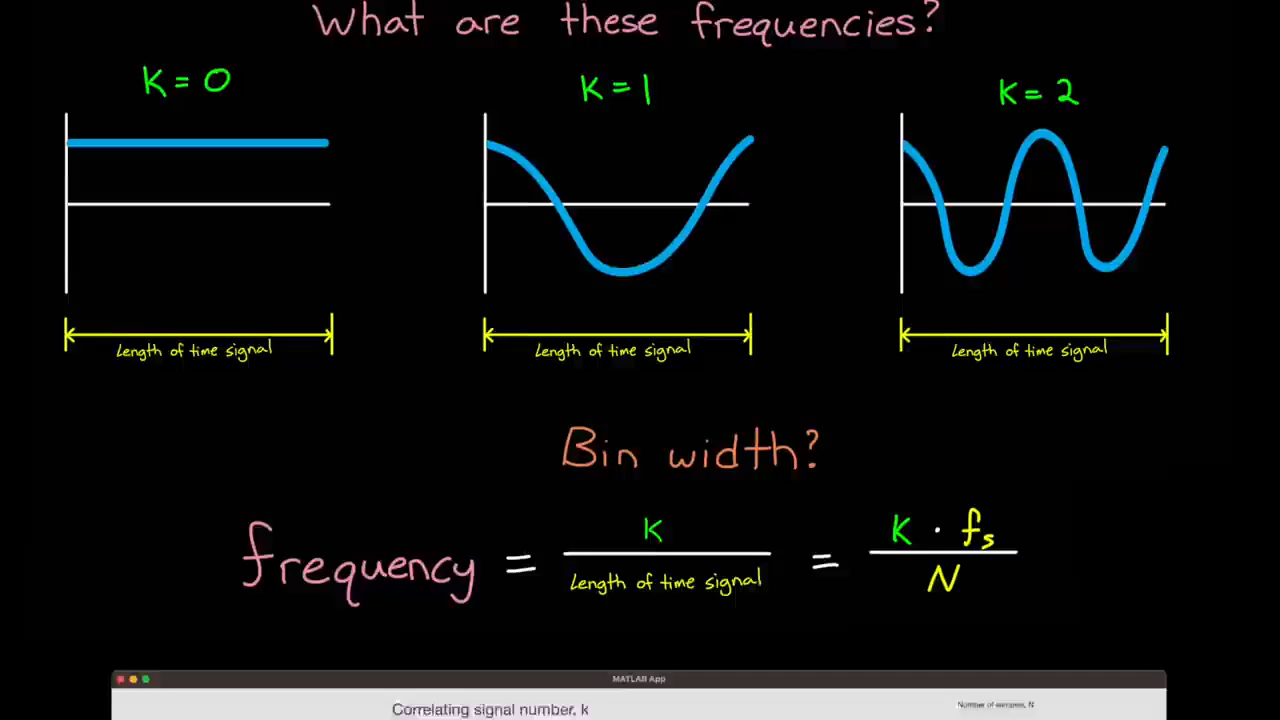 What are these frequencies?
K = 0
K = 1
K = 2
Length of time signal
Length of time signal
Length of time signal
Bin width?
frequency = K / Length of time signal = K · fs / N
MATLAB App
Correlating signal number, k
Number of samples, N